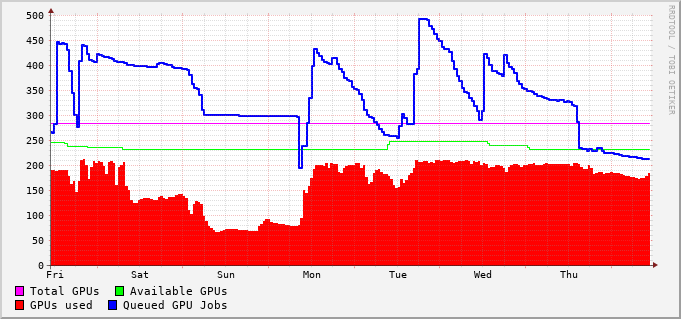 500
450
400
350
300
250
200
150
100
50
0
Fri Sat Sun Mon Tue Wed Thu
Total GPUs Available GPUs
GPUs used Queued GPU Jobs
RRDTOOL / TOBI OETIKER